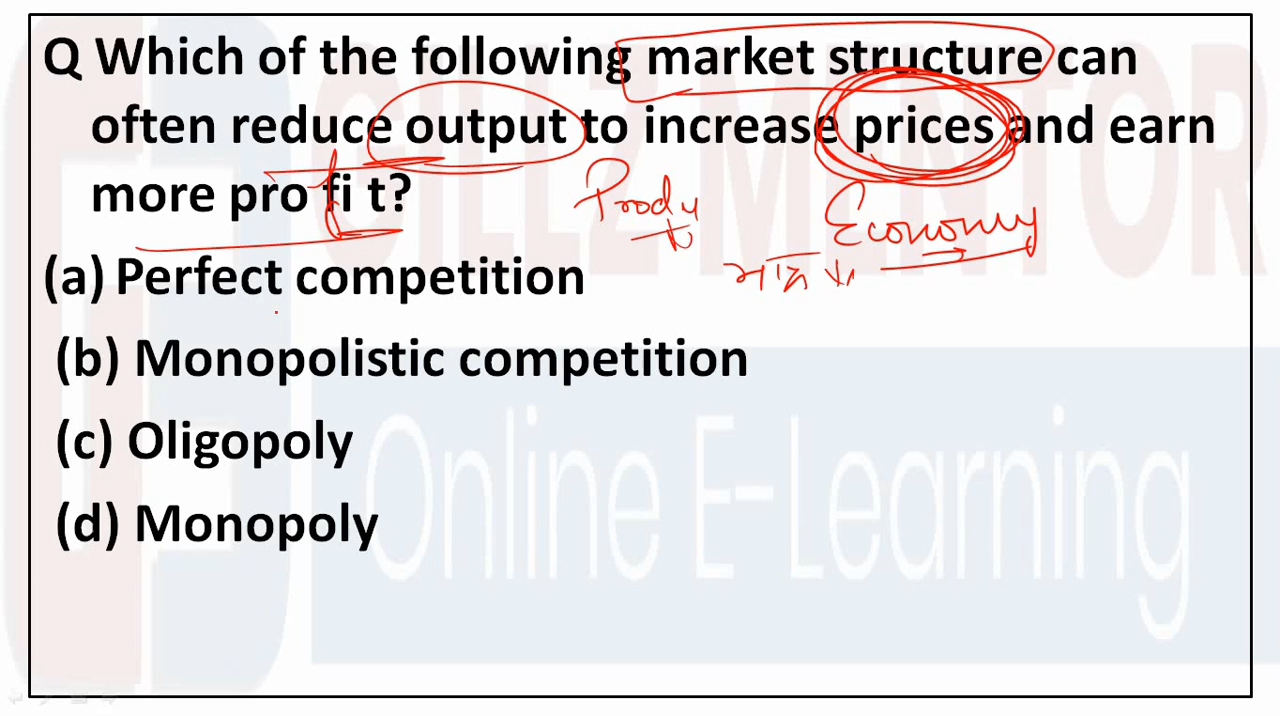 Q Which of the following market structure can
often reduce output to increase prices and earn
more pro fi t?
Produ
Economy
(a) Perfect competition
(b) Monopolistic competition
(c) Oligopoly
(d) Monopoly
Online E-Learning